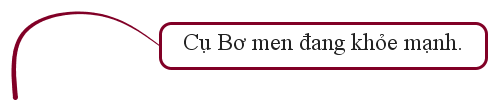 Cụ Bơ men đang khỏe mạnh.